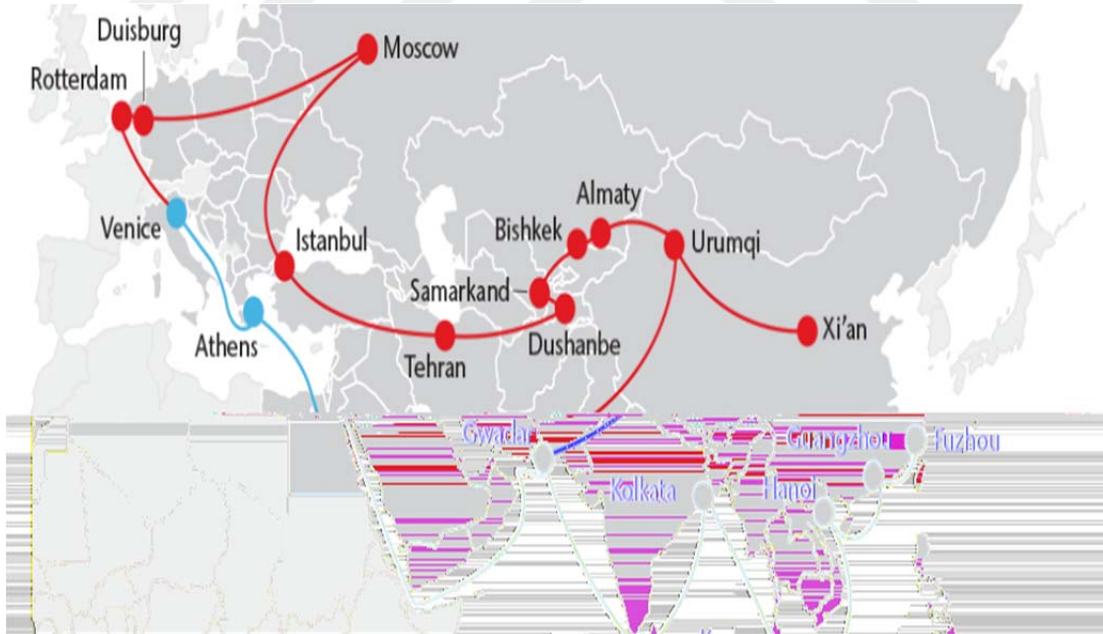 Duisburg
Moscow
Rotterdam
Almaty
Venice
Istanbul
Bishkek
Urumqi
Samarkand
Xi'an
Athens
Dushanbe
Tehran
Gwadar
Guangzhou
Fuzhou
Kolkata
Hanoi